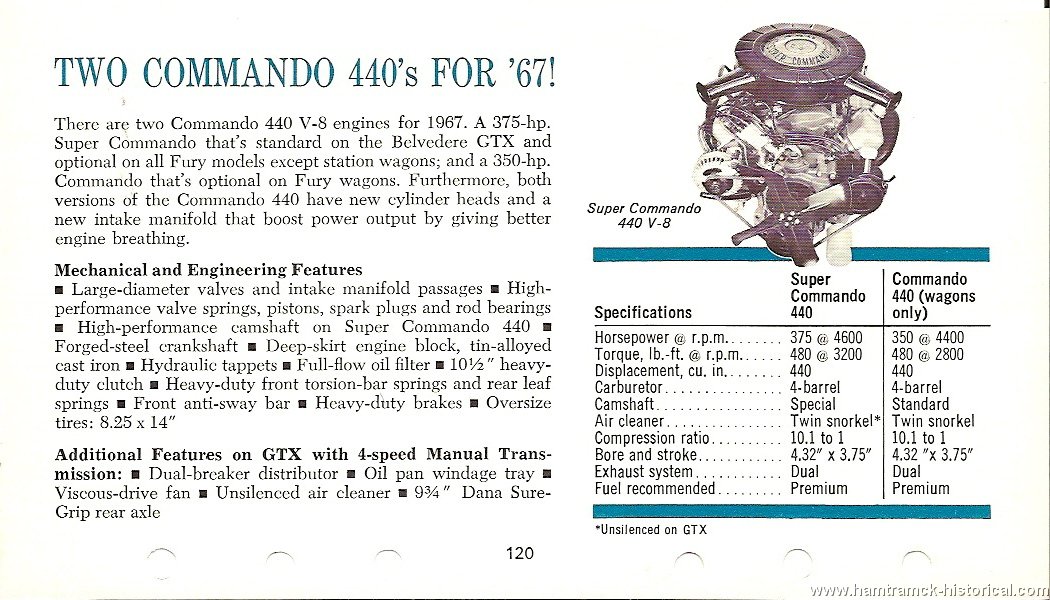 TWO COMMANDO 440's FOR '67!
There are two Commando 440 V-8 engines for 1967. A 375-hp.
Super Commando that's standard on the Belvedere GTX and
optional on all Fury models except station wagons; and a 350-hp.
Commando that's optional on Fury wagons. Furthermore, both
versions of the Commando 440 have new cylinder heads and a
new intake manifold that boost power output by giving better
engine breathing.
Mechanical and Engineering Features
■ Large-diameter valves and intake manifold passages ■ High-
performance valve springs, pistons, spark plugs and rod bearings
■ High-performance camshaft on Super Commando 440 ■
Forged-steel crankshaft ■ Deep-skirt engine block, tin-alloyed
cast iron ■ Hydraulic tappets ■ Full-flow oil filter ■ 10½" heavy-
duty clutch ■ Heavy-duty front torsion-bar springs and rear leaf
springs ■ Front anti-sway bar ■ Heavy-duty brakes ■ Oversize
tires: 8.25 x 14"
Additional Features on GTX with 4-speed Manual Trans-
mission: ■ Dual-breaker distributor ■ Oil pan windage tray ■
Viscous-drive fan ■ Unsilenced air cleaner ■ 9¾" Dana Sure-
Grip rear axle
SUPER COMMANDO
Super Commando
440 V-8
Specifications Super Commando 440 Commando 440 (wagons only)
Horsepower @ r.p.m........ 375 @ 4600 350 @ 4400
Torque, lb.-ft. @ r.p.m...... 480 @ 3200 480 @ 2800
Displacement, cu. in........ 440 440
Carburetor................ 4-barrel 4-barrel
Camshaft................. Special Standard
Air cleaner................ Twin snorkel* Twin snorkel
Compression ratio.......... 10.1 to 1 10.1 to 1
Bore and stroke............ 4.32" x 3.75" 4.32 "x 3.75"
Exhaust system............ Dual Dual
Fuel recommended......... Premium Premium
*Unsilenced on GTX
120
www.hamtramck-historical.com